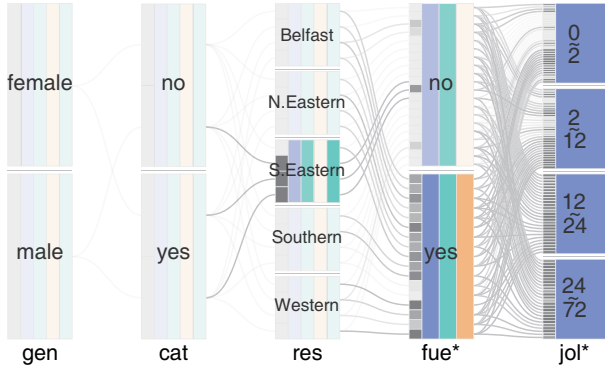 female
male
gen
no
yes
cat
Belfast
N.Eastern
S.Eastern
Southern
Western
res
no
yes
fue*
0
~
2
2
~
12
12
~
24
24
~
72
jol*